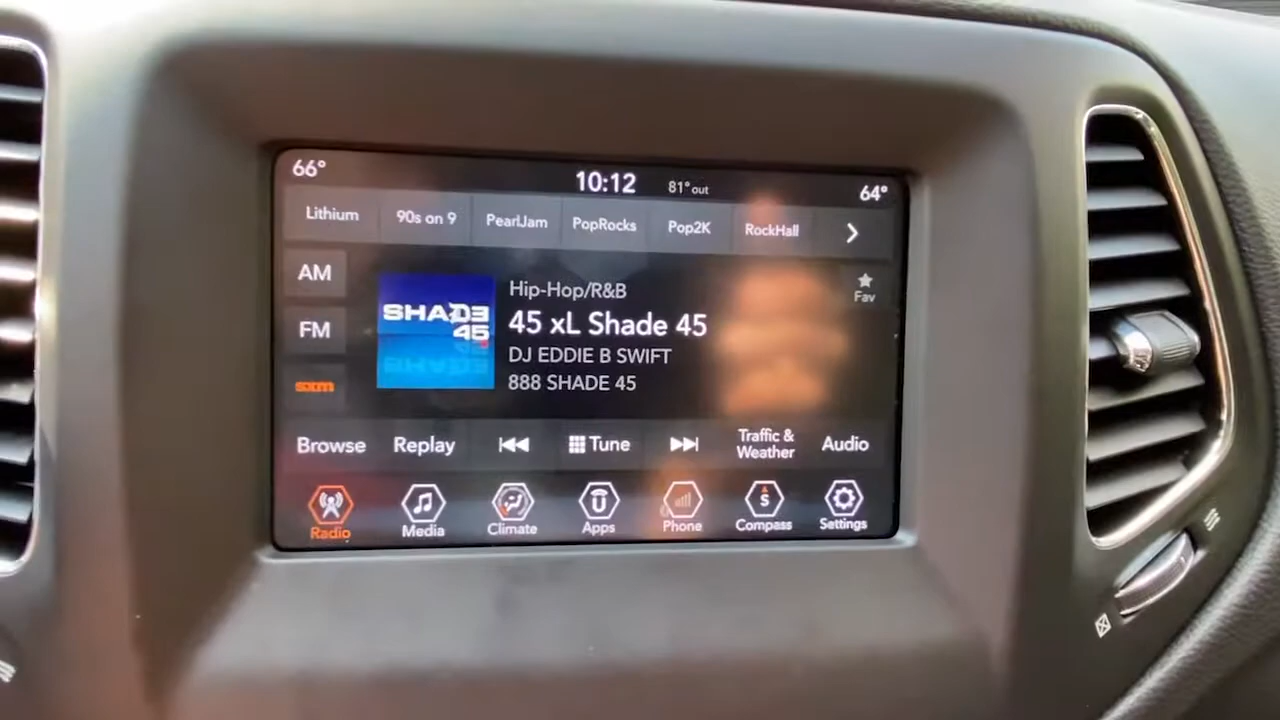 66°
10:12
81° out
64°
Lithium
90s on 9
PearlJam
PopRocks
Pop2K
RockHall
AM
FM
sxm
SHADE
45
Hip-Hop/R&B
45 xL Shade 45
DJ EDDIE B SWIFT
888 SHADE 45
Fav
Browse
Replay
Tune
Traffic &
Weather
Audio
Radio
Media
Climate
U
Apps
Phone
S
Compass
Settings